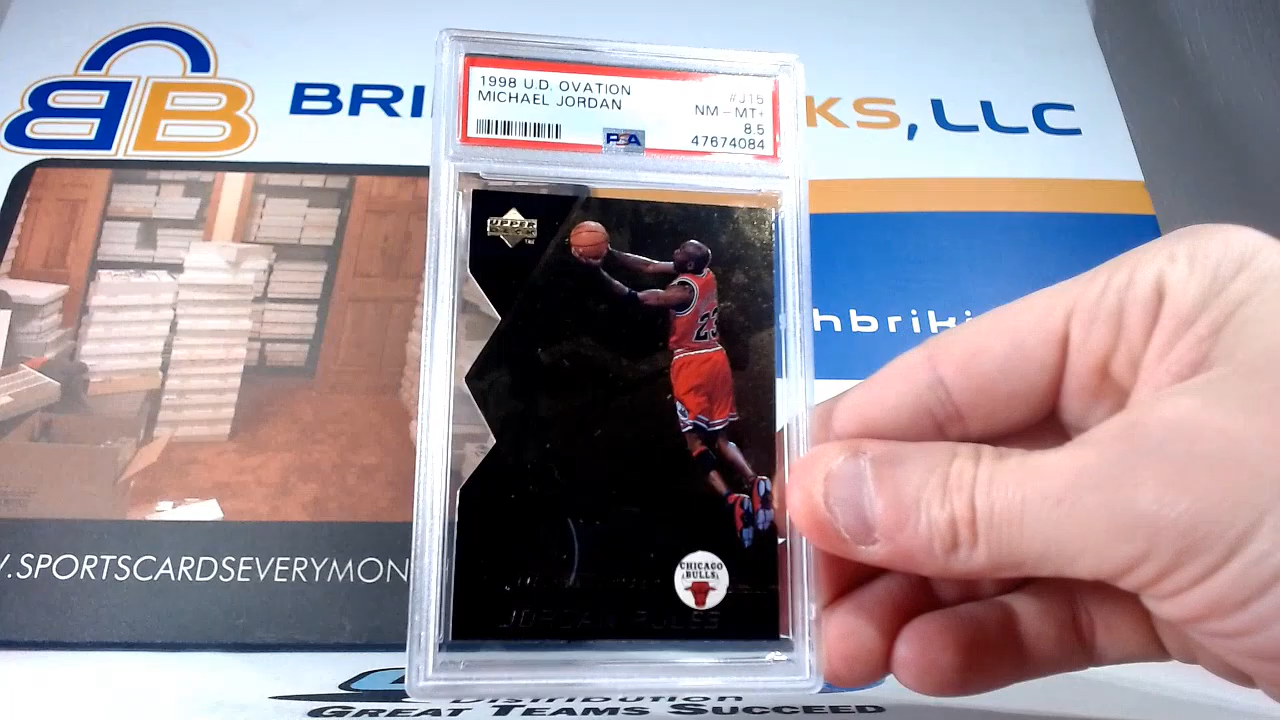 BRI KS, LLC
1998 U.D. OVATION #J15
MICHAEL JORDAN NM-MT+
8.5
PSA 47674084
UPPER DECK
hbriki
23
CHICAGO
BULLS
.SPORTSCARDSEVERYMON
JORDAN RULES
DISTRIBUTION
GREAT TEAMS SUCCEED